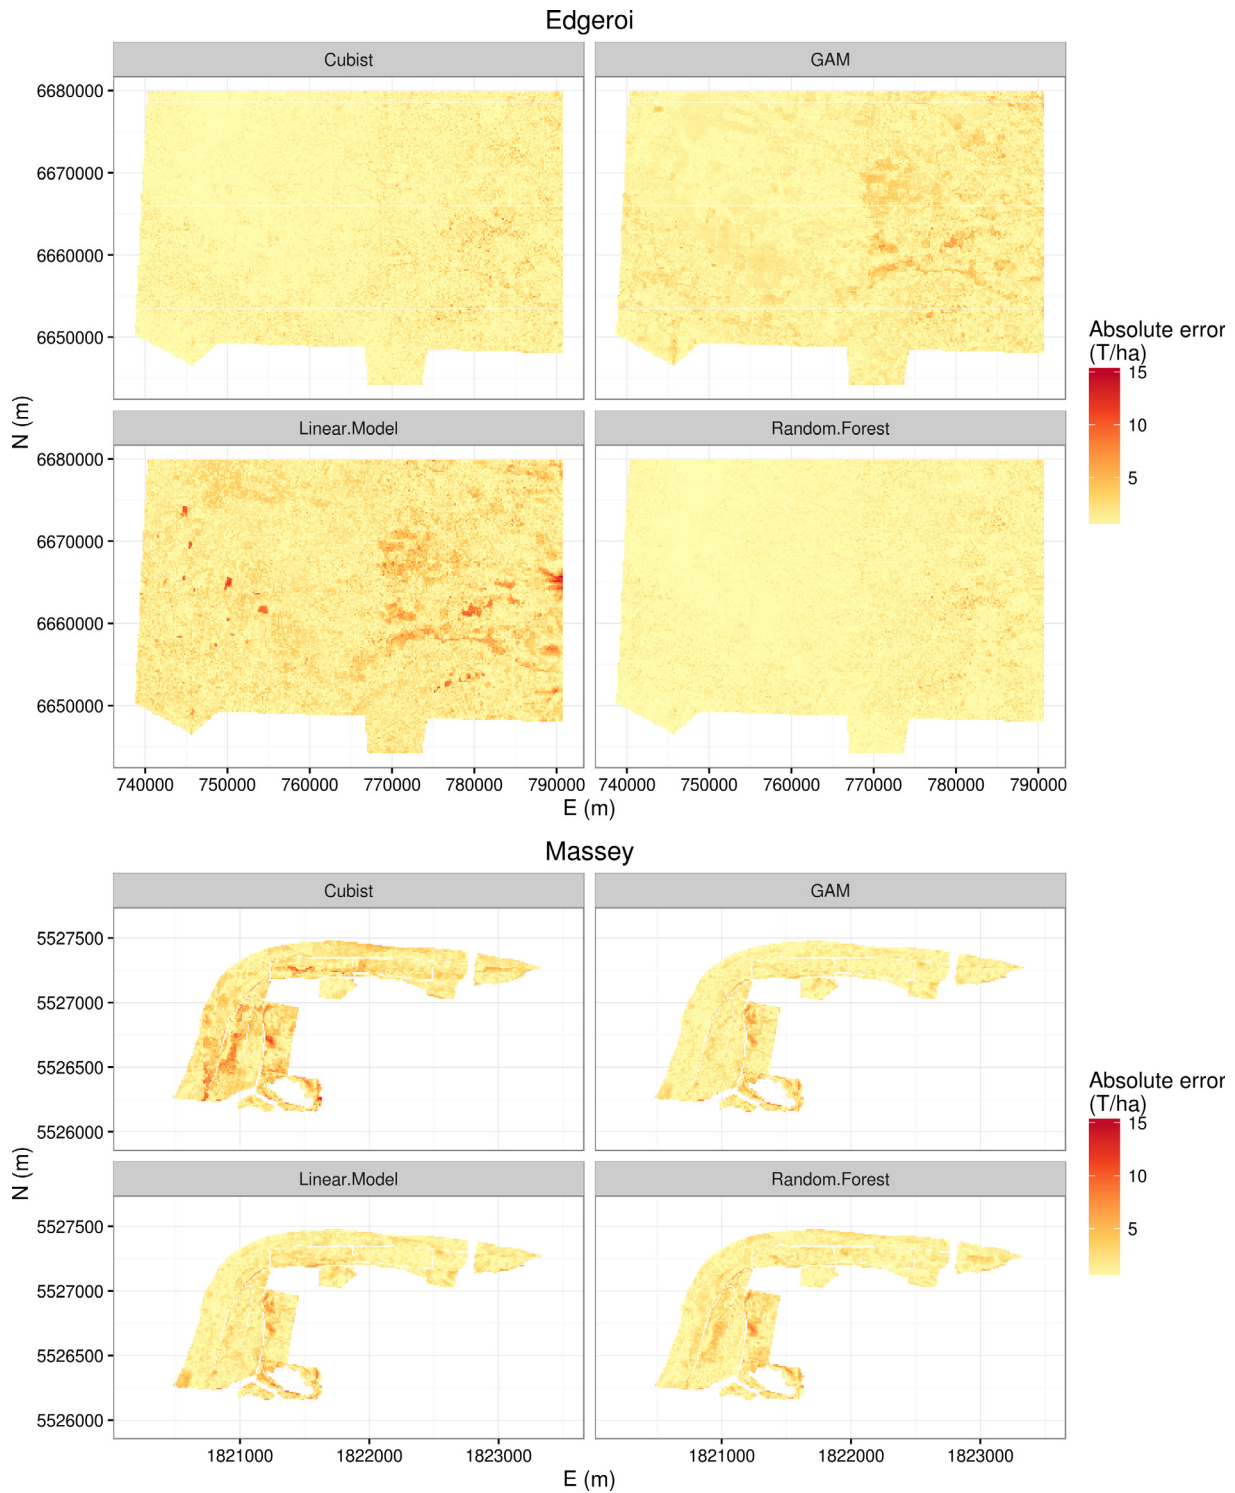 Edgeroi
Cubist
GAM
6680000
6670000
6660000
6650000
Linear.Model
Random.Forest
6680000
6670000
6660000
6650000
N (m)
740000 750000 760000 770000 780000 790000
740000 750000 760000 770000 780000 790000
E (m)
Absolute error
(T/ha)
15
10
5
Massey
Cubist
GAM
5527500
5527000
5526500
5526000
Linear.Model
Random.Forest
5527500
5527000
5526500
5526000
N (m)
1821000 1822000 1823000
1821000 1822000 1823000
E (m)
Absolute error
(T/ha)
15
10
5